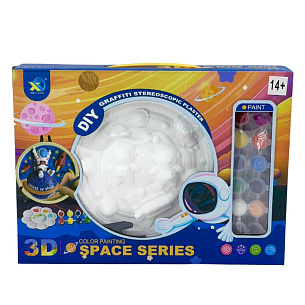 14+
DIY GRAFFITI STEREOSCOPIC PLASTER
PAINT
3D COLOR PAINTING
SPACE SERIES